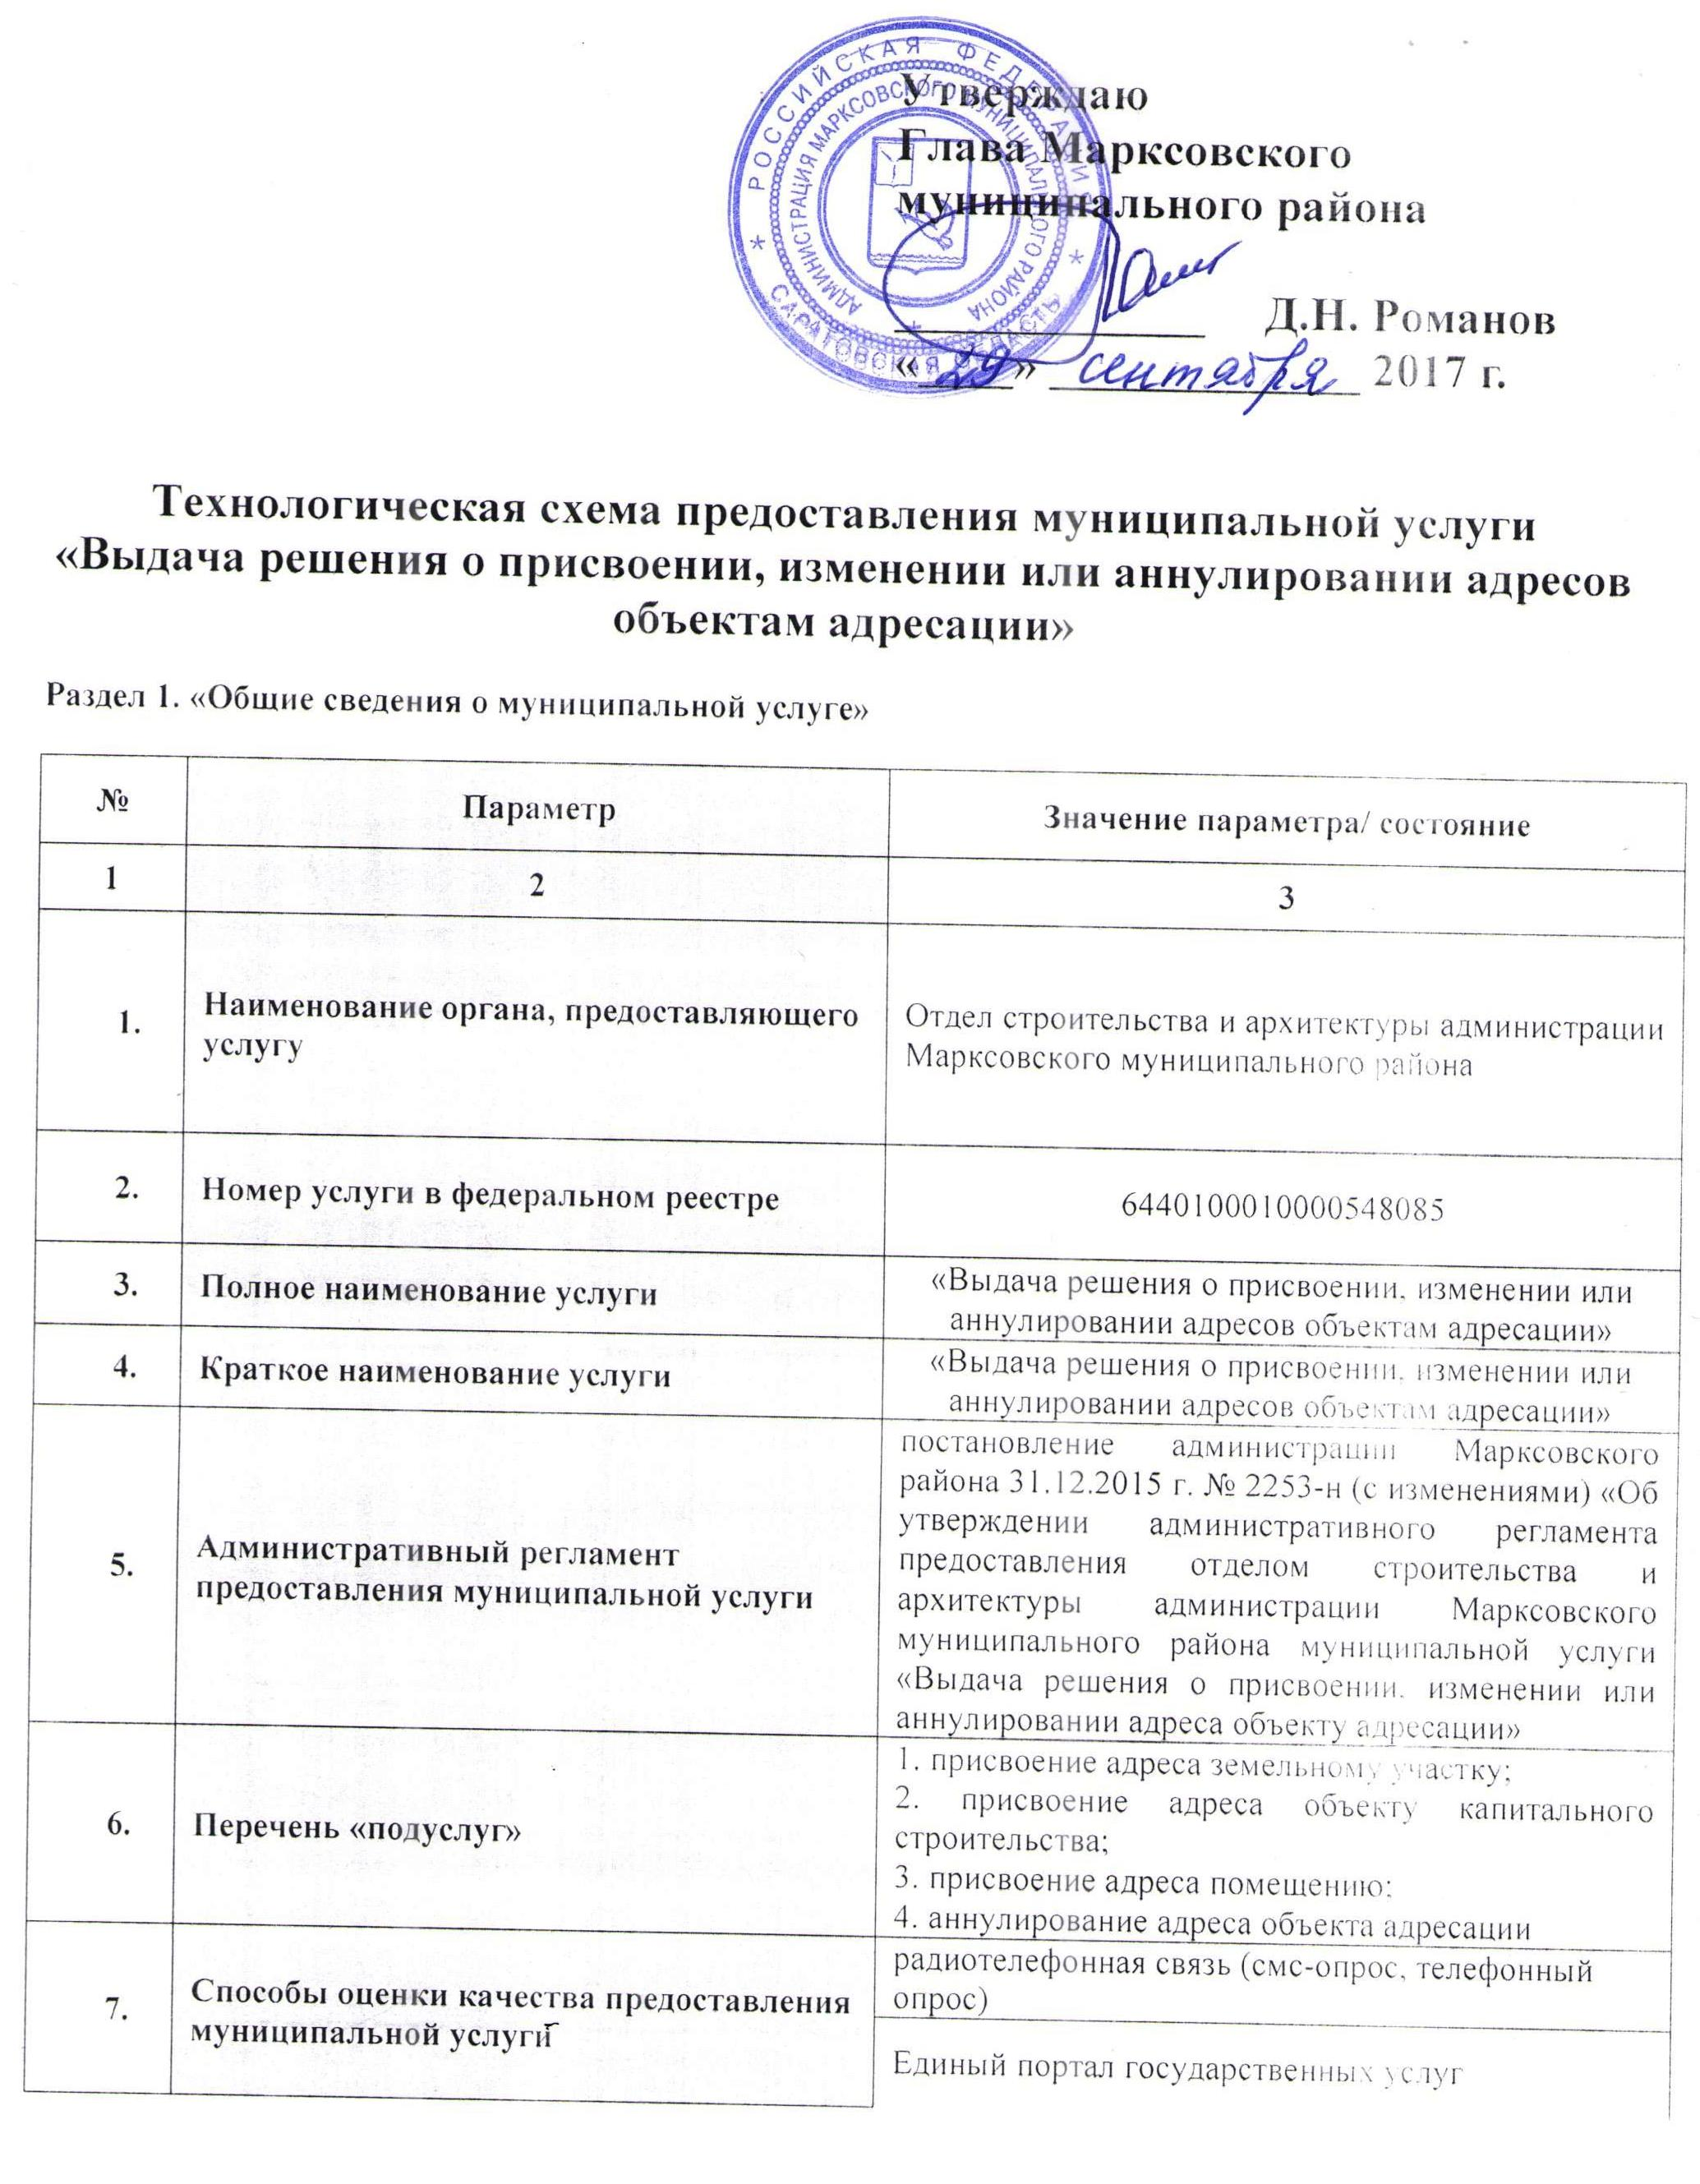 РОССИЙСКАЯ ФЕДЕРАЦИЯ
* САРАТОВСКАЯ ОБЛАСТЬ *
АДМИНИСТРАЦИЯ МАРКСОВСКОГО МУНИЦИПАЛЬНОГО РАЙОНА *
Утверждаю
Глава Марксовского
муниципального района
Д.Н. Романов
«29» сентября 2017 г.
Технологическая схема предоставления муниципальной услуги
«Выдача решения о присвоении, изменении или аннулировании адресов
объектам адресации»
Раздел 1. «Общие сведения о муниципальной услуге»
№ Параметр Значение параметра/ состояние
1 2 3
1.
Наименование органа, предоставляющего
услугу
Отдел строительства и архитектуры администрации
Марксовского муниципального района
2. Номер услуги в федеральном реестре 6440100010000548085
3. Полное наименование услуги
«Выдача решения о присвоении, изменении или
аннулировании адресов объектам адресации»
4. Краткое наименование услуги
«Выдача решения о присвоении, изменении или
аннулировании адресов объектам адресации»
5.
Административный регламент
предоставления муниципальной услуги
постановление администрации Марксовского
района 31.12.2015 г. № 2253-н (с изменениями) «Об
утверждении административного регламента
предоставления отделом строительства и
архитектуры администрации Марксовского
муниципального района муниципальной услуги
«Выдача решения о присвоении, изменении или
аннулировании адреса объекту адресации»
6. Перечень «подуслуг»
1. присвоение адреса земельному участку;
2. присвоение адреса объекту капитального
строительства;
3. присвоение адреса помещению;
4. аннулирование адреса объекта адресации
7.
Способы оценки качества предоставления
муниципальной услуги
радиотелефонная связь (смс-опрос, телефонный
опрос)
Единый портал государственных услуг